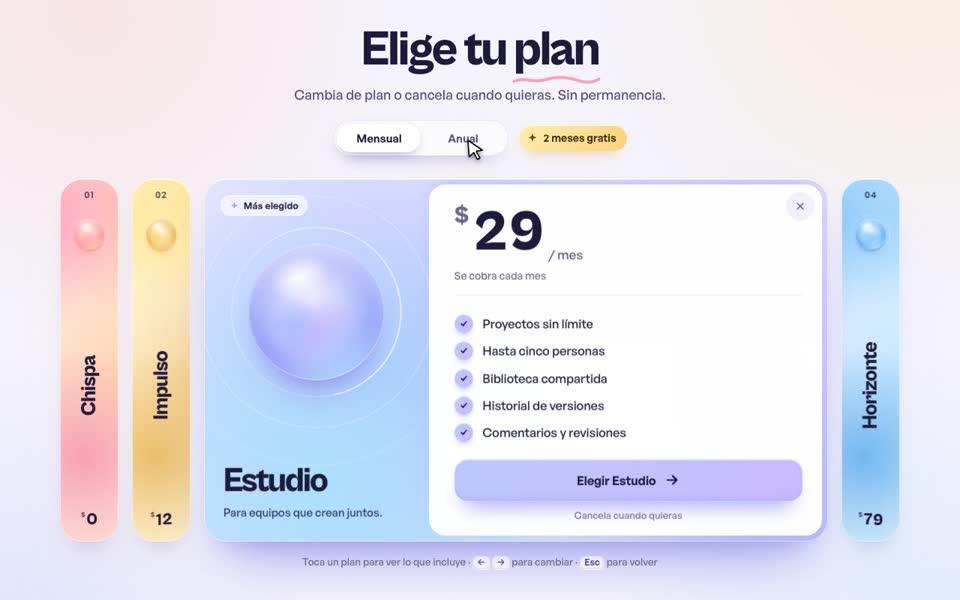 Elige tu plan
Cambia de plan o cancela cuando quieras. Sin permanencia.
Mensual
Anual
2 meses gratis
01
Chispa
$0
02
Impulso
$12
Más elegido
Estudio
Para equipos que crean juntos.
$29 / mes
Se cobra cada mes
Proyectos sin límite
Hasta cinco personas
Biblioteca compartida
Historial de versiones
Comentarios y revisiones
Elegir Estudio →
Cancela cuando quieras
04
Horizonte
$79
Toca un plan para ver lo que incluye · ← → para cambiar · Esc para volver